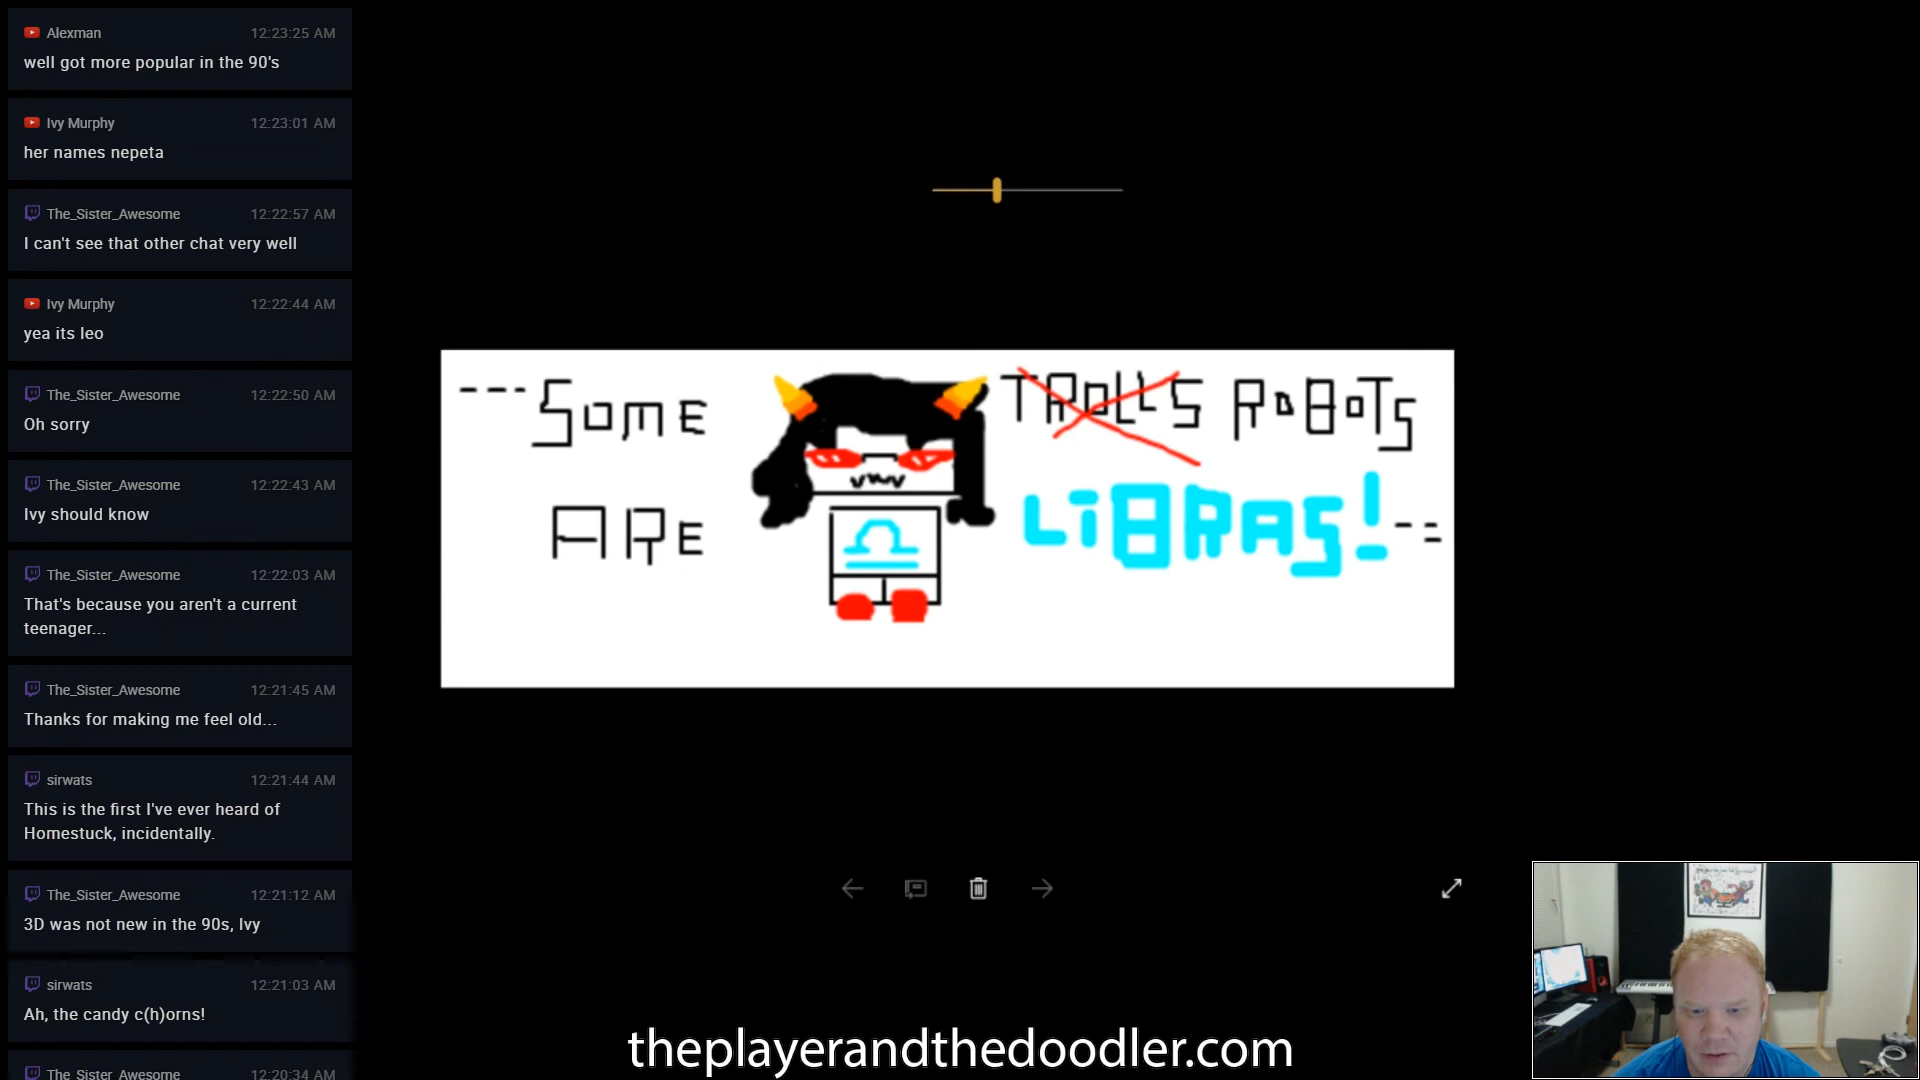 Alexman 12:23:25 AM
well got more popular in the 90's
Ivy Murphy 12:23:01 AM
her names nepeta
The_Sister_Awesome 12:22:57 AM
I can't see that other chat very well
Ivy Murphy 12:22:44 AM
yea its leo
The_Sister_Awesome 12:22:50 AM
Oh sorry
The_Sister_Awesome 12:22:43 AM
Ivy should know
The_Sister_Awesome 12:22:03 AM
That's because you aren't a current
teenager...
The_Sister_Awesome 12:21:45 AM
Thanks for making me feel old...
sirwats 12:21:44 AM
This is the first I've ever heard of
Homestuck, incidentally.
The_Sister_Awesome 12:21:12 AM
3D was not new in the 90s, Ivy
sirwats 12:21:03 AM
Ah, the candy c(h)orns!
The_Sister_Awesome 12:20:34 AM
---SOME TROLLS ROBOTS
ARE LiBRAS!--
theplayerandthedoodler.com